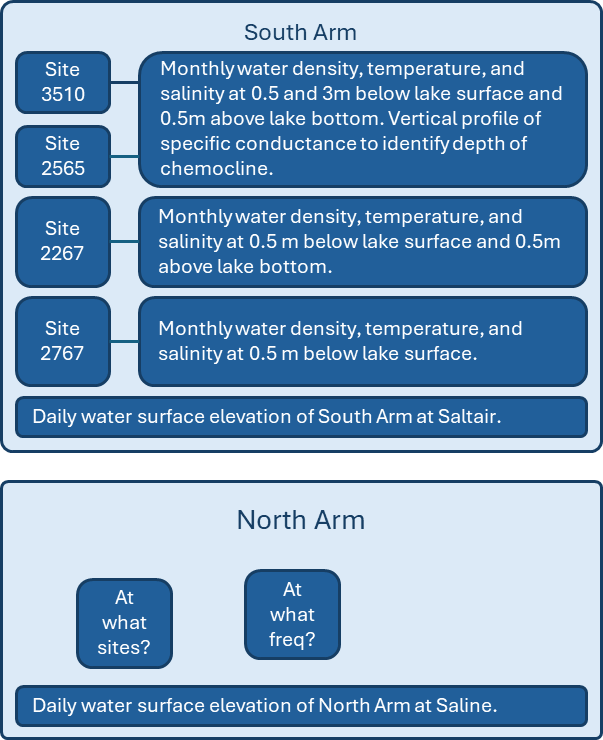 South Arm
Site
3510
Monthly water density, temperature, and
salinity at 0.5 and 3m below lake surface and
0.5m above lake bottom. Vertical profile of
specific conductance to identify depth of
chemocline.
Site
2565
Site
2267
Monthly water density, temperature, and
salinity at 0.5 m below lake surface and 0.5m
above lake bottom.
Site
2767
Monthly water density, temperature, and
salinity at 0.5 m below lake surface.
Daily water surface elevation of South Arm at Saltair.
North Arm
At
what
sites?
At
what
freq?
Daily water surface elevation of North Arm at Saline.